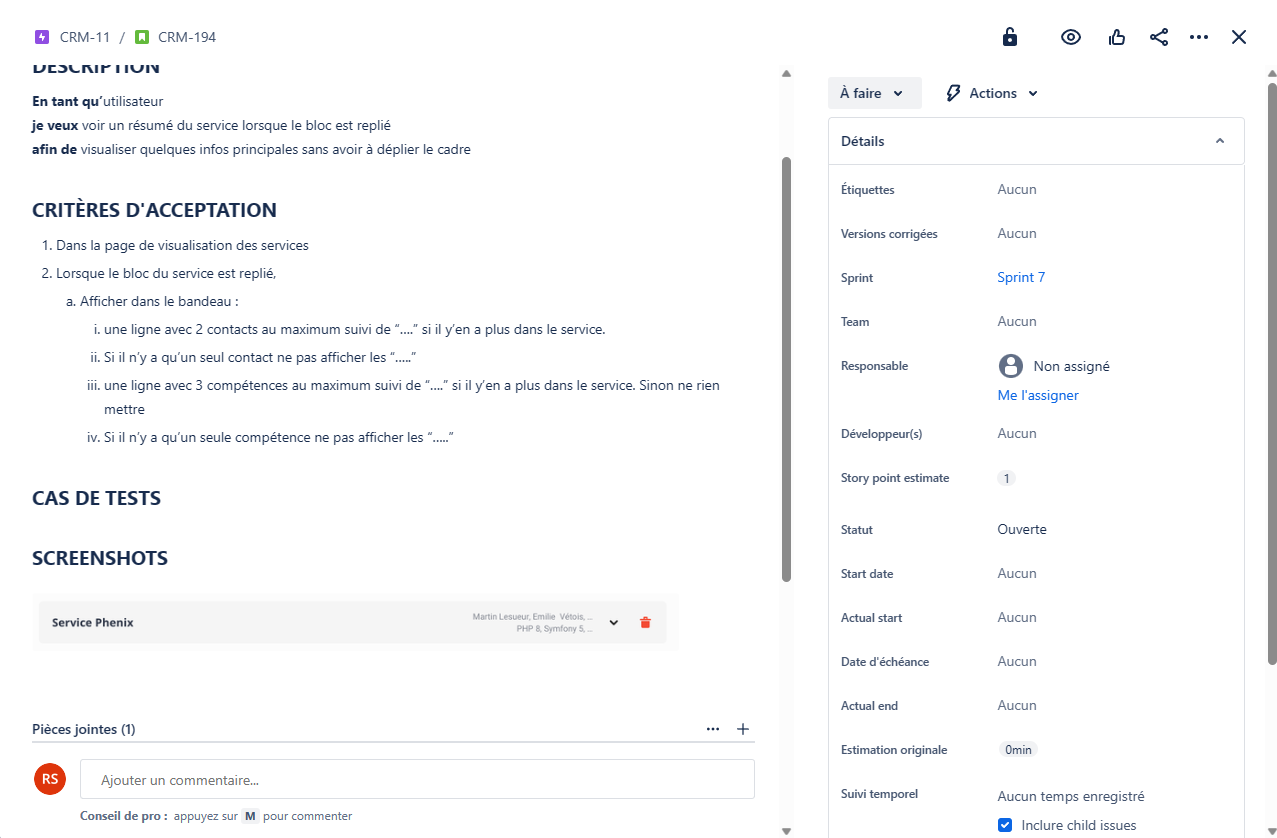 CRM-11 / CRM-194
DESCRIPTION
En tant qu’utilisateur
je veux voir un résumé du service lorsque le bloc est replié
afin de visualiser quelques infos principales sans avoir à déplier le cadre
CRITÈRES D'ACCEPTATION
1. Dans la page de visualisation des services
2. Lorsque le bloc du service est replié,
a. Afficher dans le bandeau :
i. une ligne avec 2 contacts au maximum suivi de “....” si il y’en a plus dans le service.
ii. Si il n’y a qu’un seul contact ne pas afficher les “.....”
iii. une ligne avec 3 compétences au maximum suivi de “....” si il y’en a plus dans le service. Sinon ne rien
mettre
iv. Si il n’y a qu’un seule compétence ne pas afficher les “.....”
CAS DE TESTS
SCREENSHOTS
Service Phenix
Martin Lesueur, Emilie Vétois, ...
PHP 8, Symfony 5, ...
Pièces jointes (1)
RS
Ajouter un commentaire...
Conseil de pro : appuyez sur M pour commenter
À faire
Actions
Détails
Étiquettes Aucun
Versions corrigées Aucun
Sprint Sprint 7
Team Aucun
Responsable Non assigné
Me l'assigner
Développeur(s) Aucun
Story point estimate 1
Statut Ouverte
Start date Aucun
Actual start Aucun
Date d'échéance Aucun
Actual end Aucun
Estimation originale 0min
Suivi temporel Aucun temps enregistré
Inclure child issues